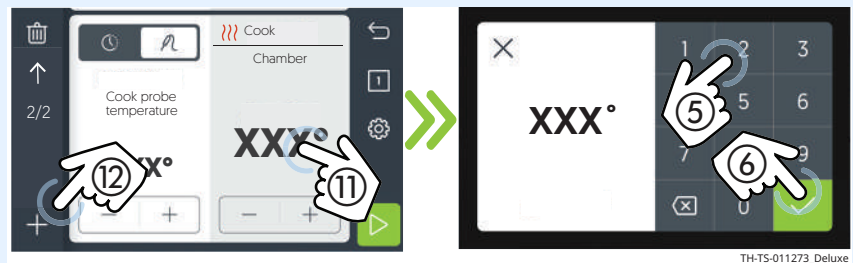 Cook
Chamber
1
2/2
Cook probe
temperature
XXX°
X°
12
11
- +
- +
+
XXX°
1 2 3
5 6
7 9
0
5
6
TH-TS-011273 Deluxe